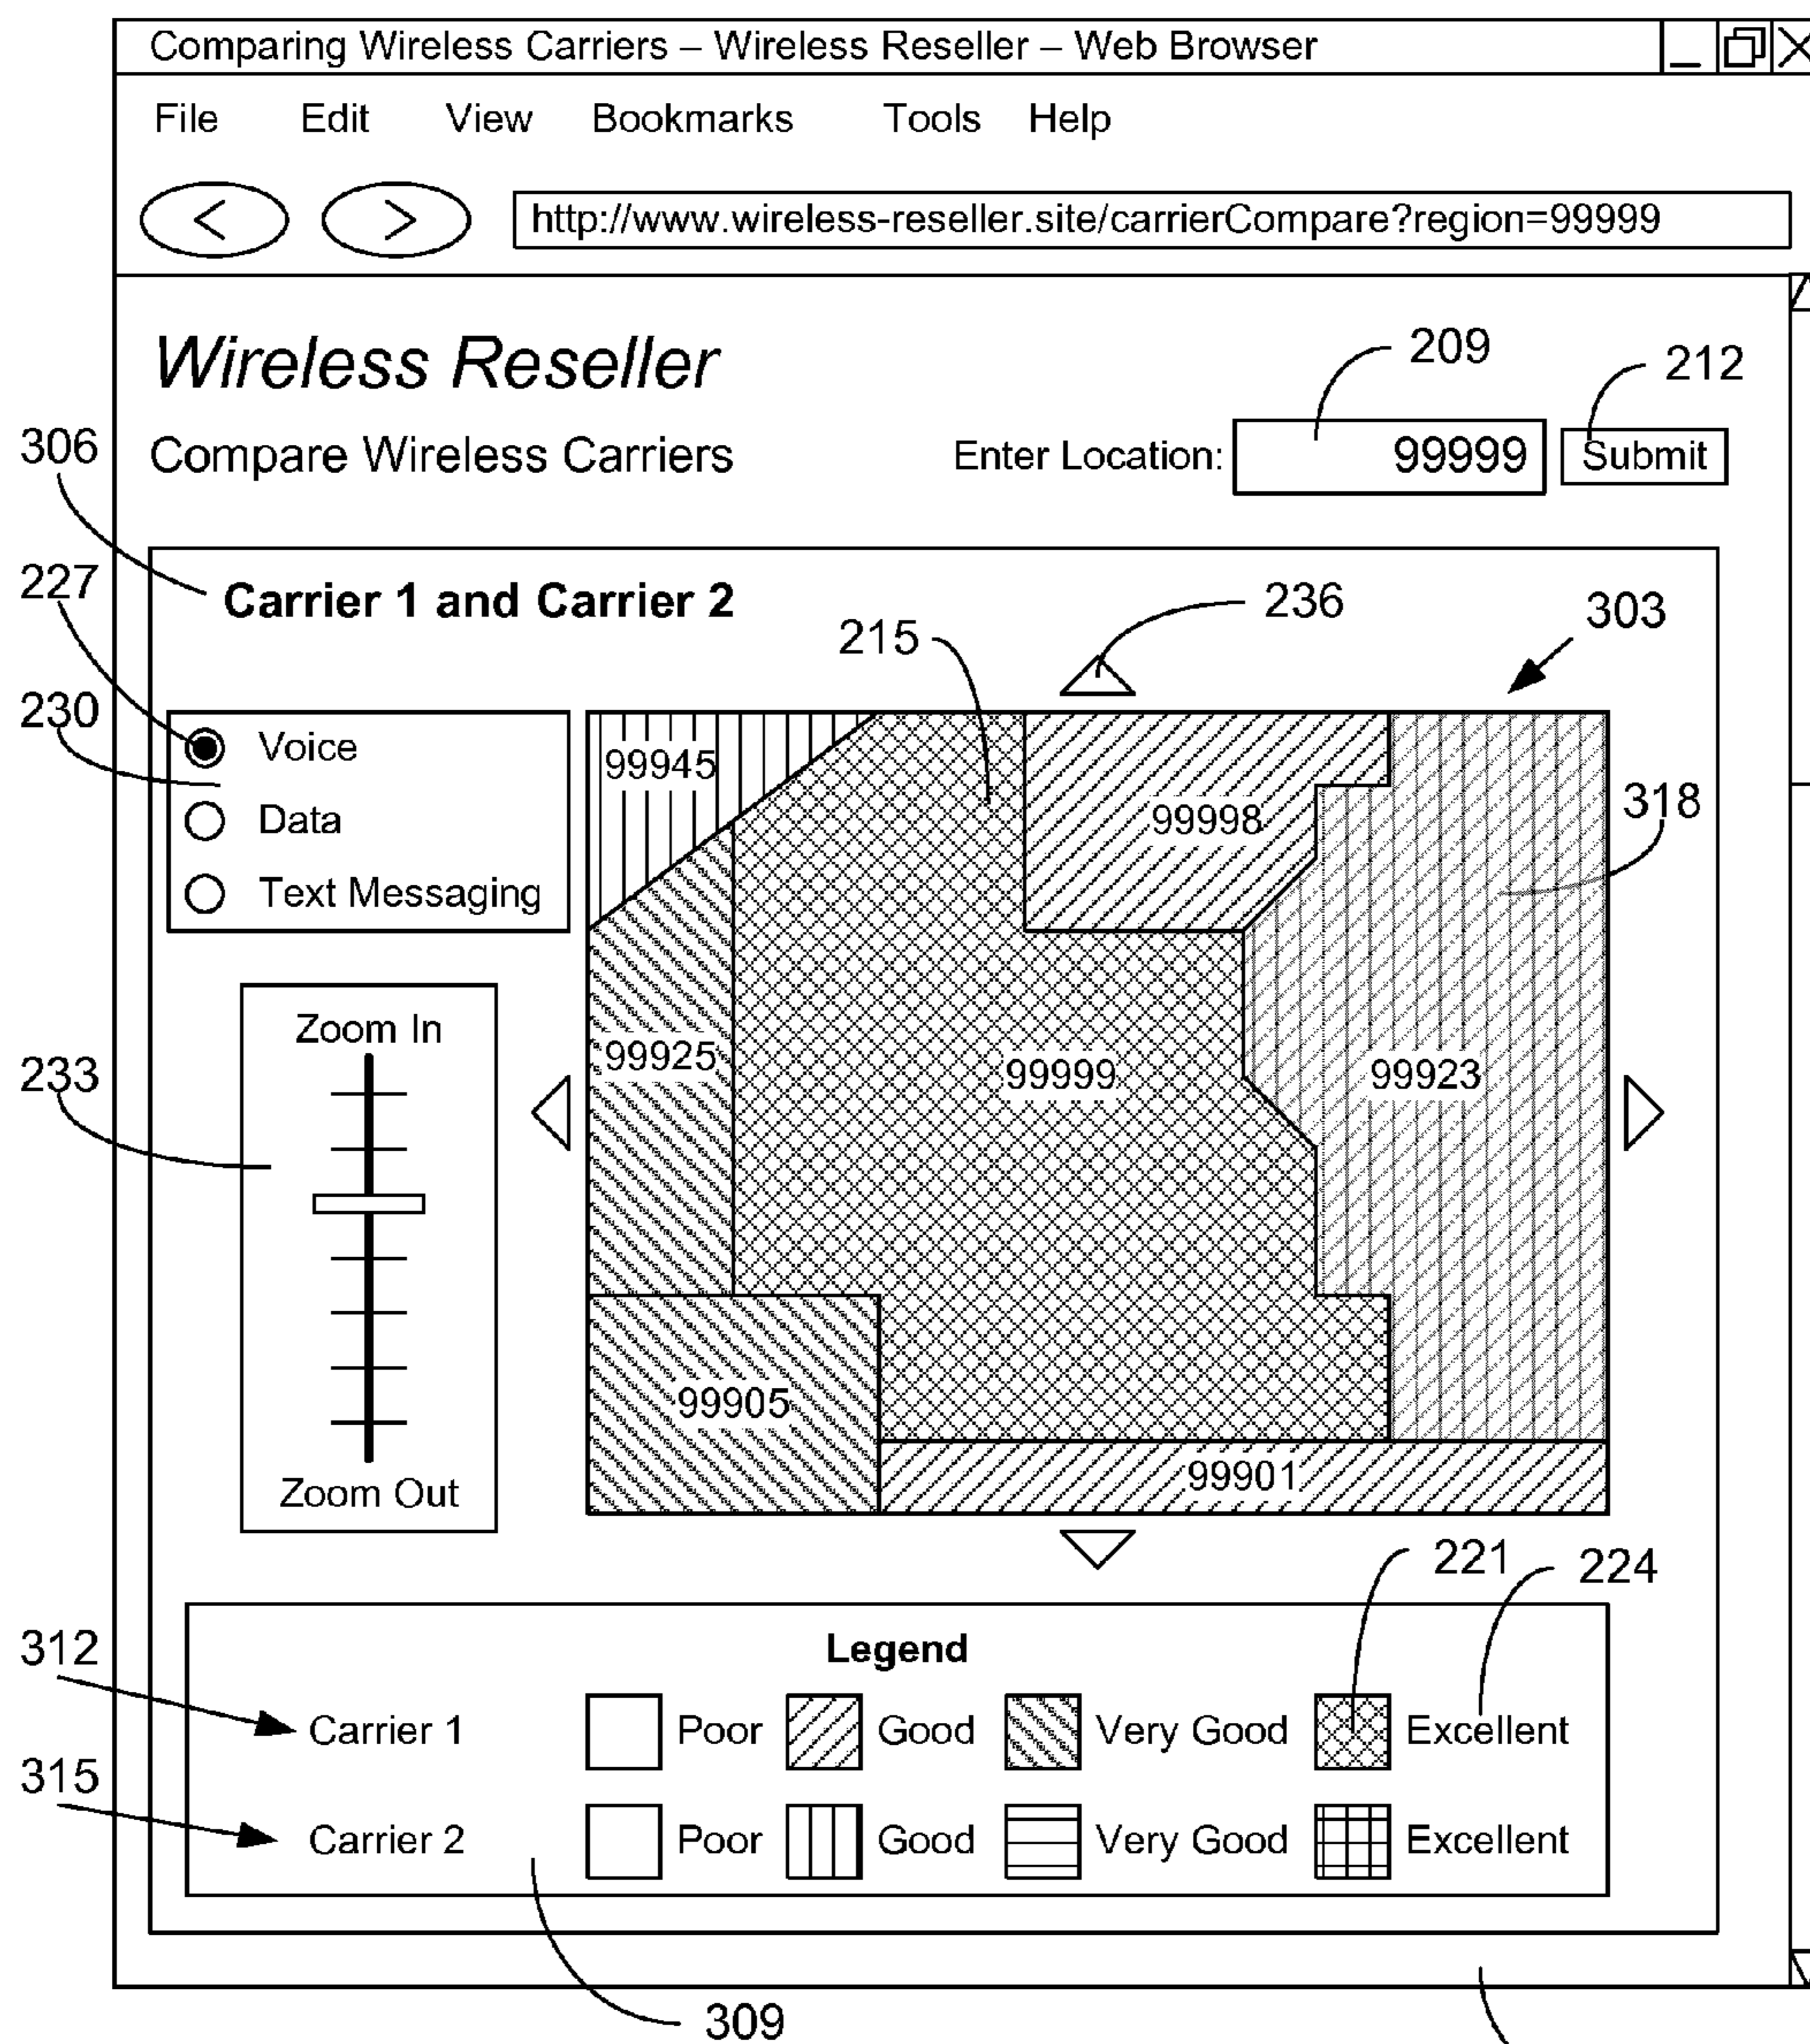 Comparing Wireless Carriers – Wireless Reseller – Web Browser
File Edit View Bookmarks Tools Help
< > http://www.wireless-reseller.site/carrierCompare?region=99999
Wireless Reseller
209
212
306
Compare Wireless Carriers
Enter Location: 99999 Submit
227
Carrier 1 and Carrier 2
236
303
215
230
Voice
99945
Data
99998
318
Text Messaging
Zoom In
99925
99999
99923
233
99905
99901
Zoom Out
221
224
312
Legend
Carrier 1 Poor Good Very Good Excellent
315
Carrier 2 Poor Good Very Good Excellent
309